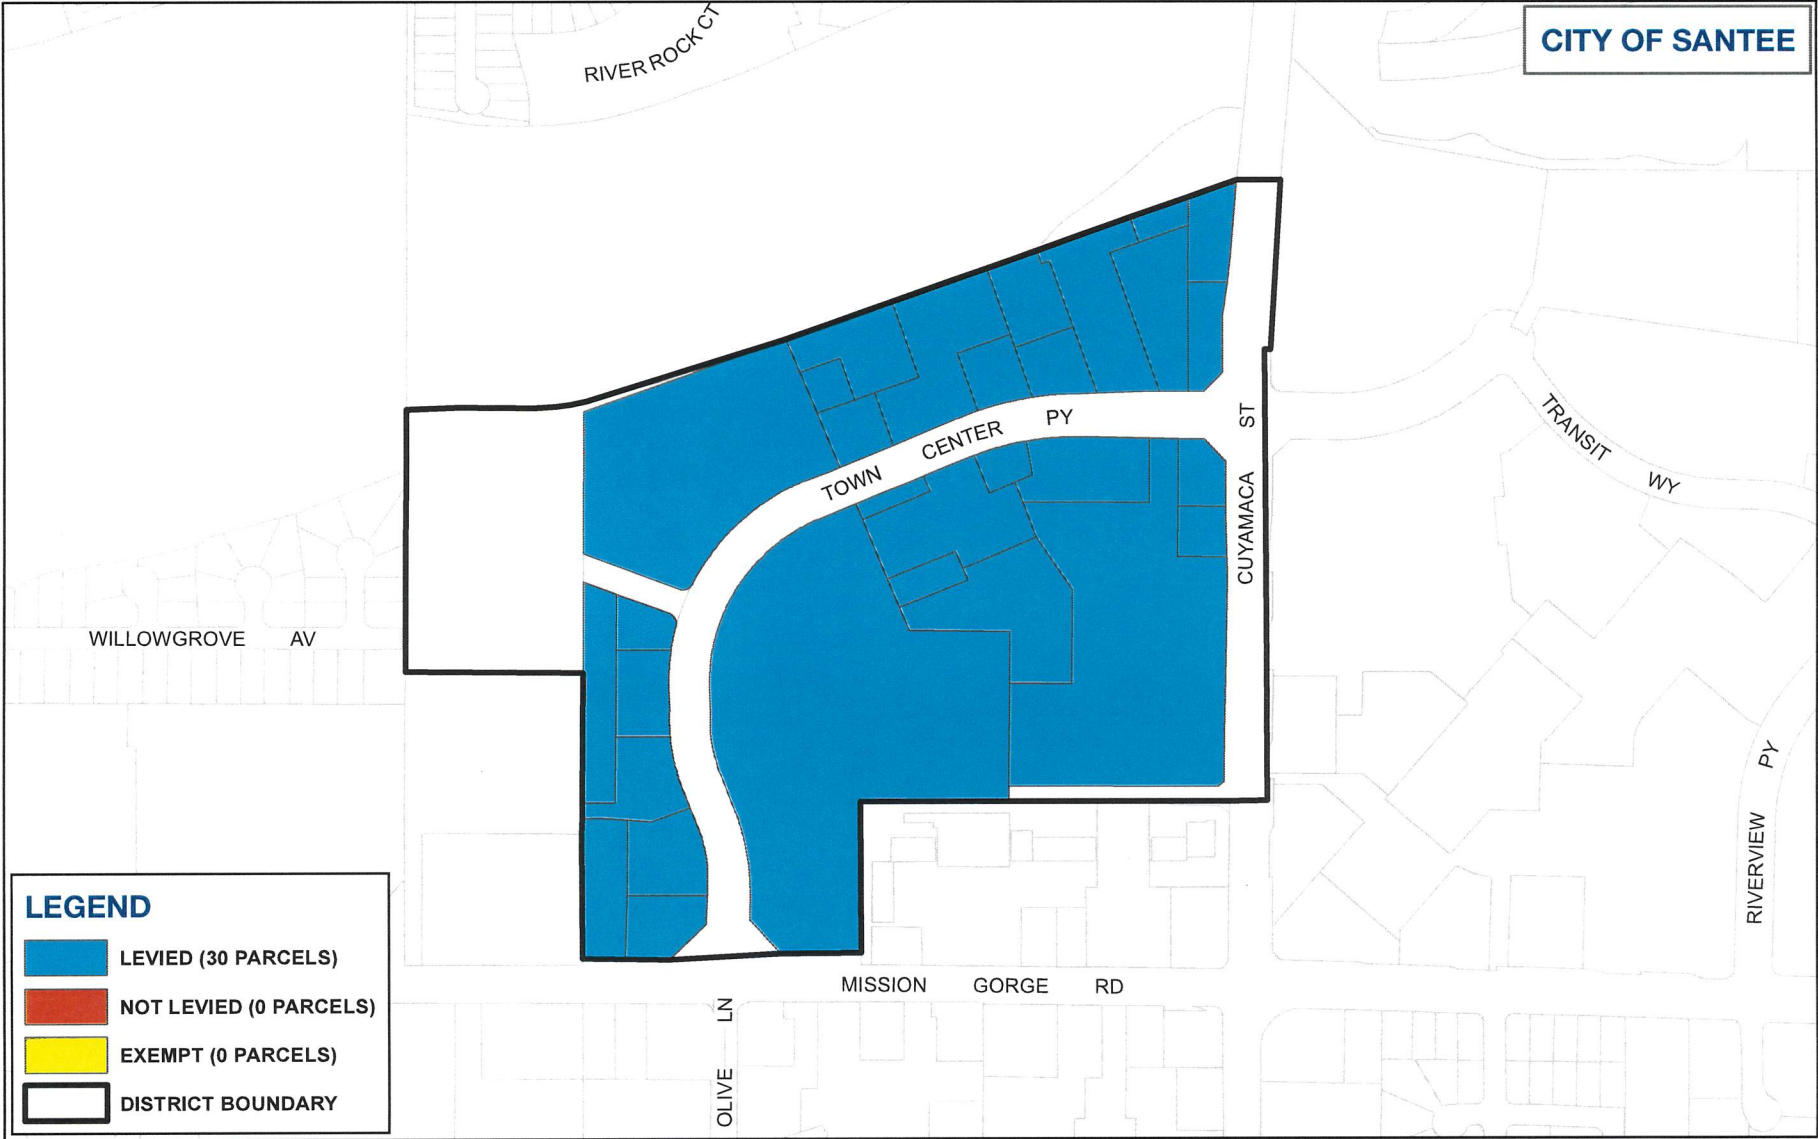 CITY OF SANTEE
RIVER ROCK CT
TOWN CENTER PY
CUYAMACA ST
TRANSIT WY
WILLOWGROVE AV
RIVERVIEW PY
MISSION GORGE RD
OLIVE LN
LEGEND
LEVIED (30 PARCELS)
NOT LEVIED (0 PARCELS)
EXEMPT (0 PARCELS)
DISTRICT BOUNDARY